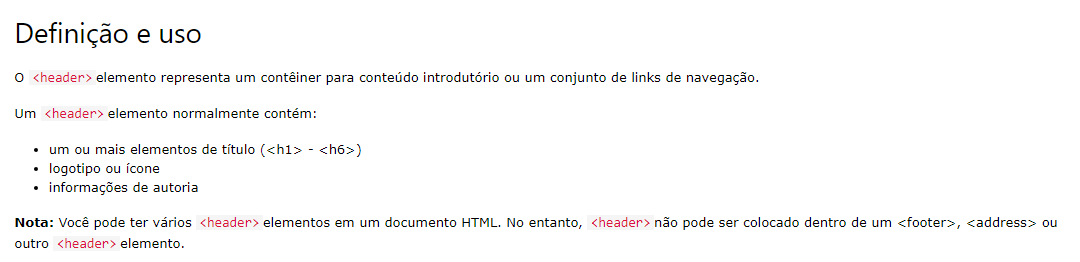 Definição e uso
O <header> elemento representa um contêiner para conteúdo introdutório ou um conjunto de links de navegação.
Um <header> elemento normalmente contém:
um ou mais elementos de título (<h1> - <h6>)
logotipo ou ícone
informações de autoria
Nota: Você pode ter vários <header> elementos em um documento HTML. No entanto, <header> não pode ser colocado dentro de um <footer>, <address> ou
outro <header> elemento.